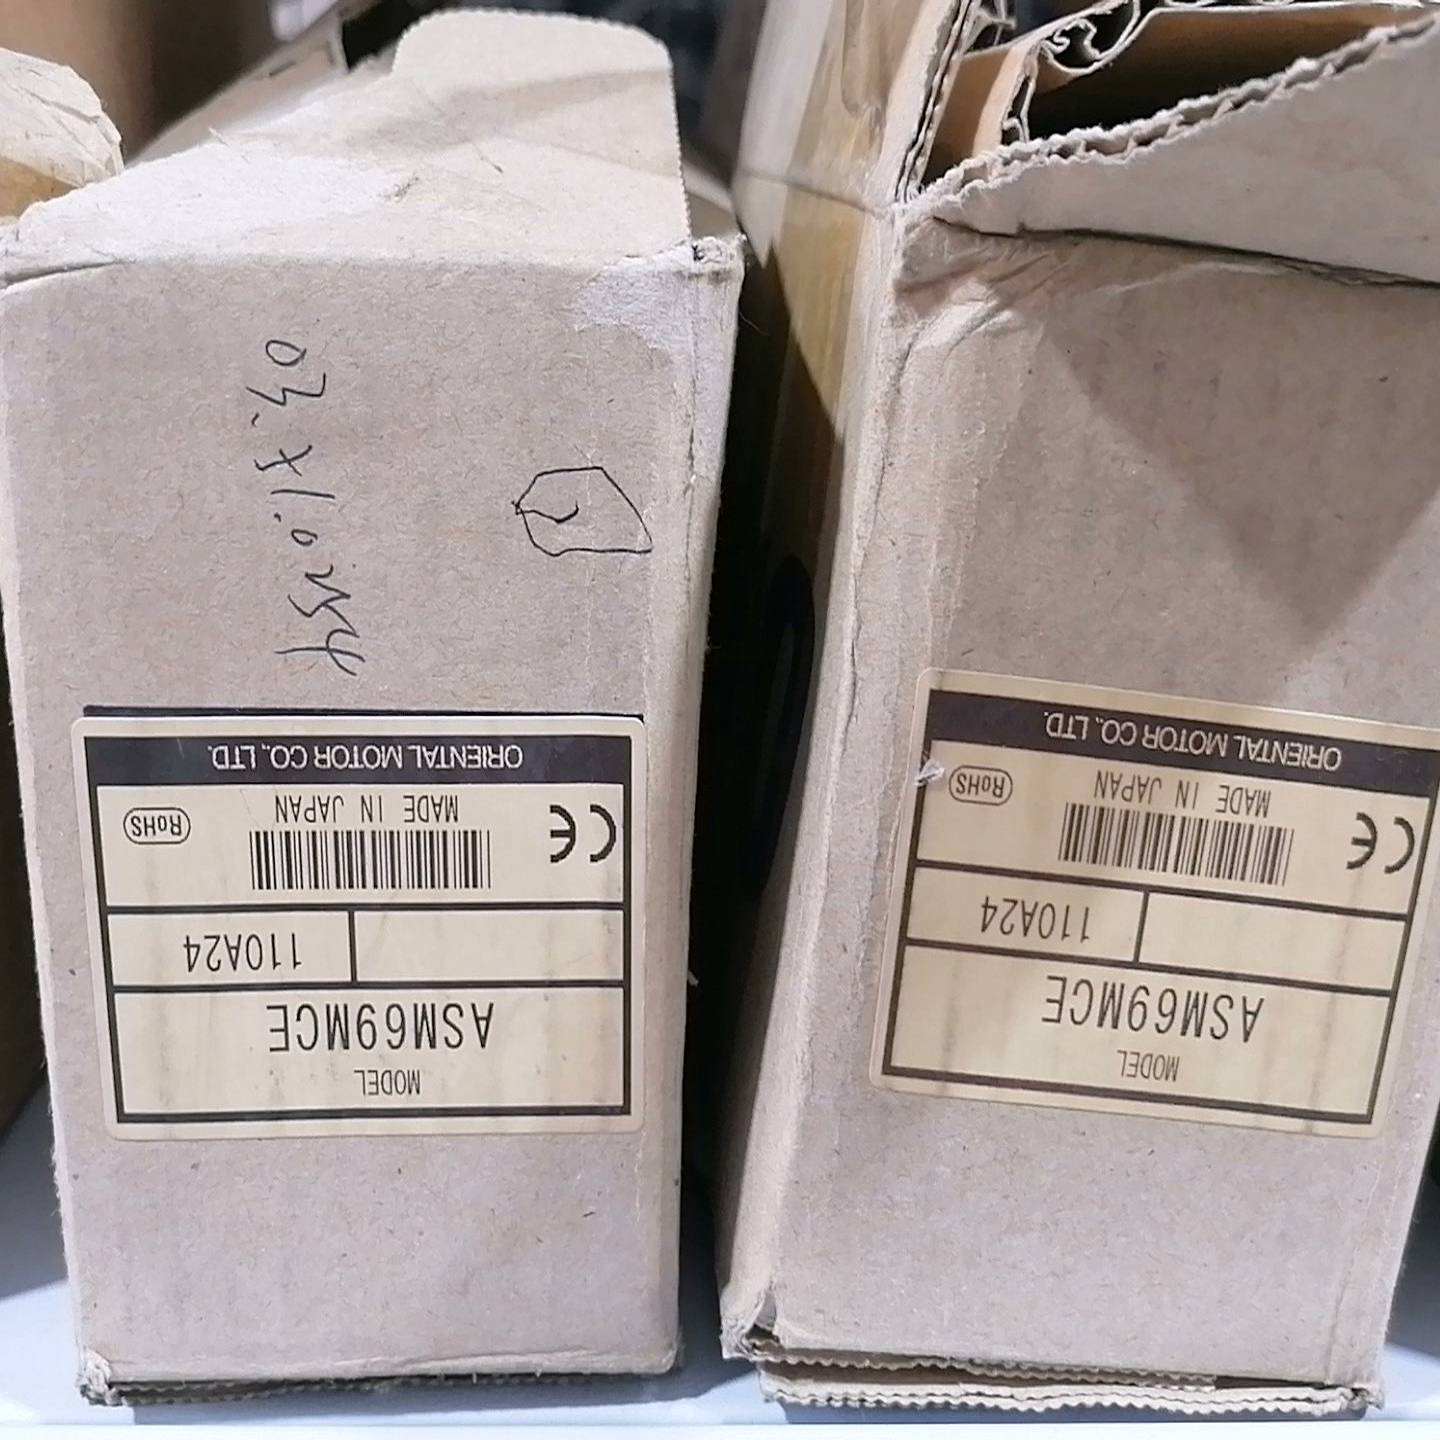 MODEL
ASM69MCE
110A24
CE
MADE IN JAPAN
RoHS
ORIENTAL MOTOR CO., LTD.
MODEL
ASM69MCE
110A24
CE
MADE IN JAPAN
RoHS
ORIENTAL MOTOR CO., LTD.